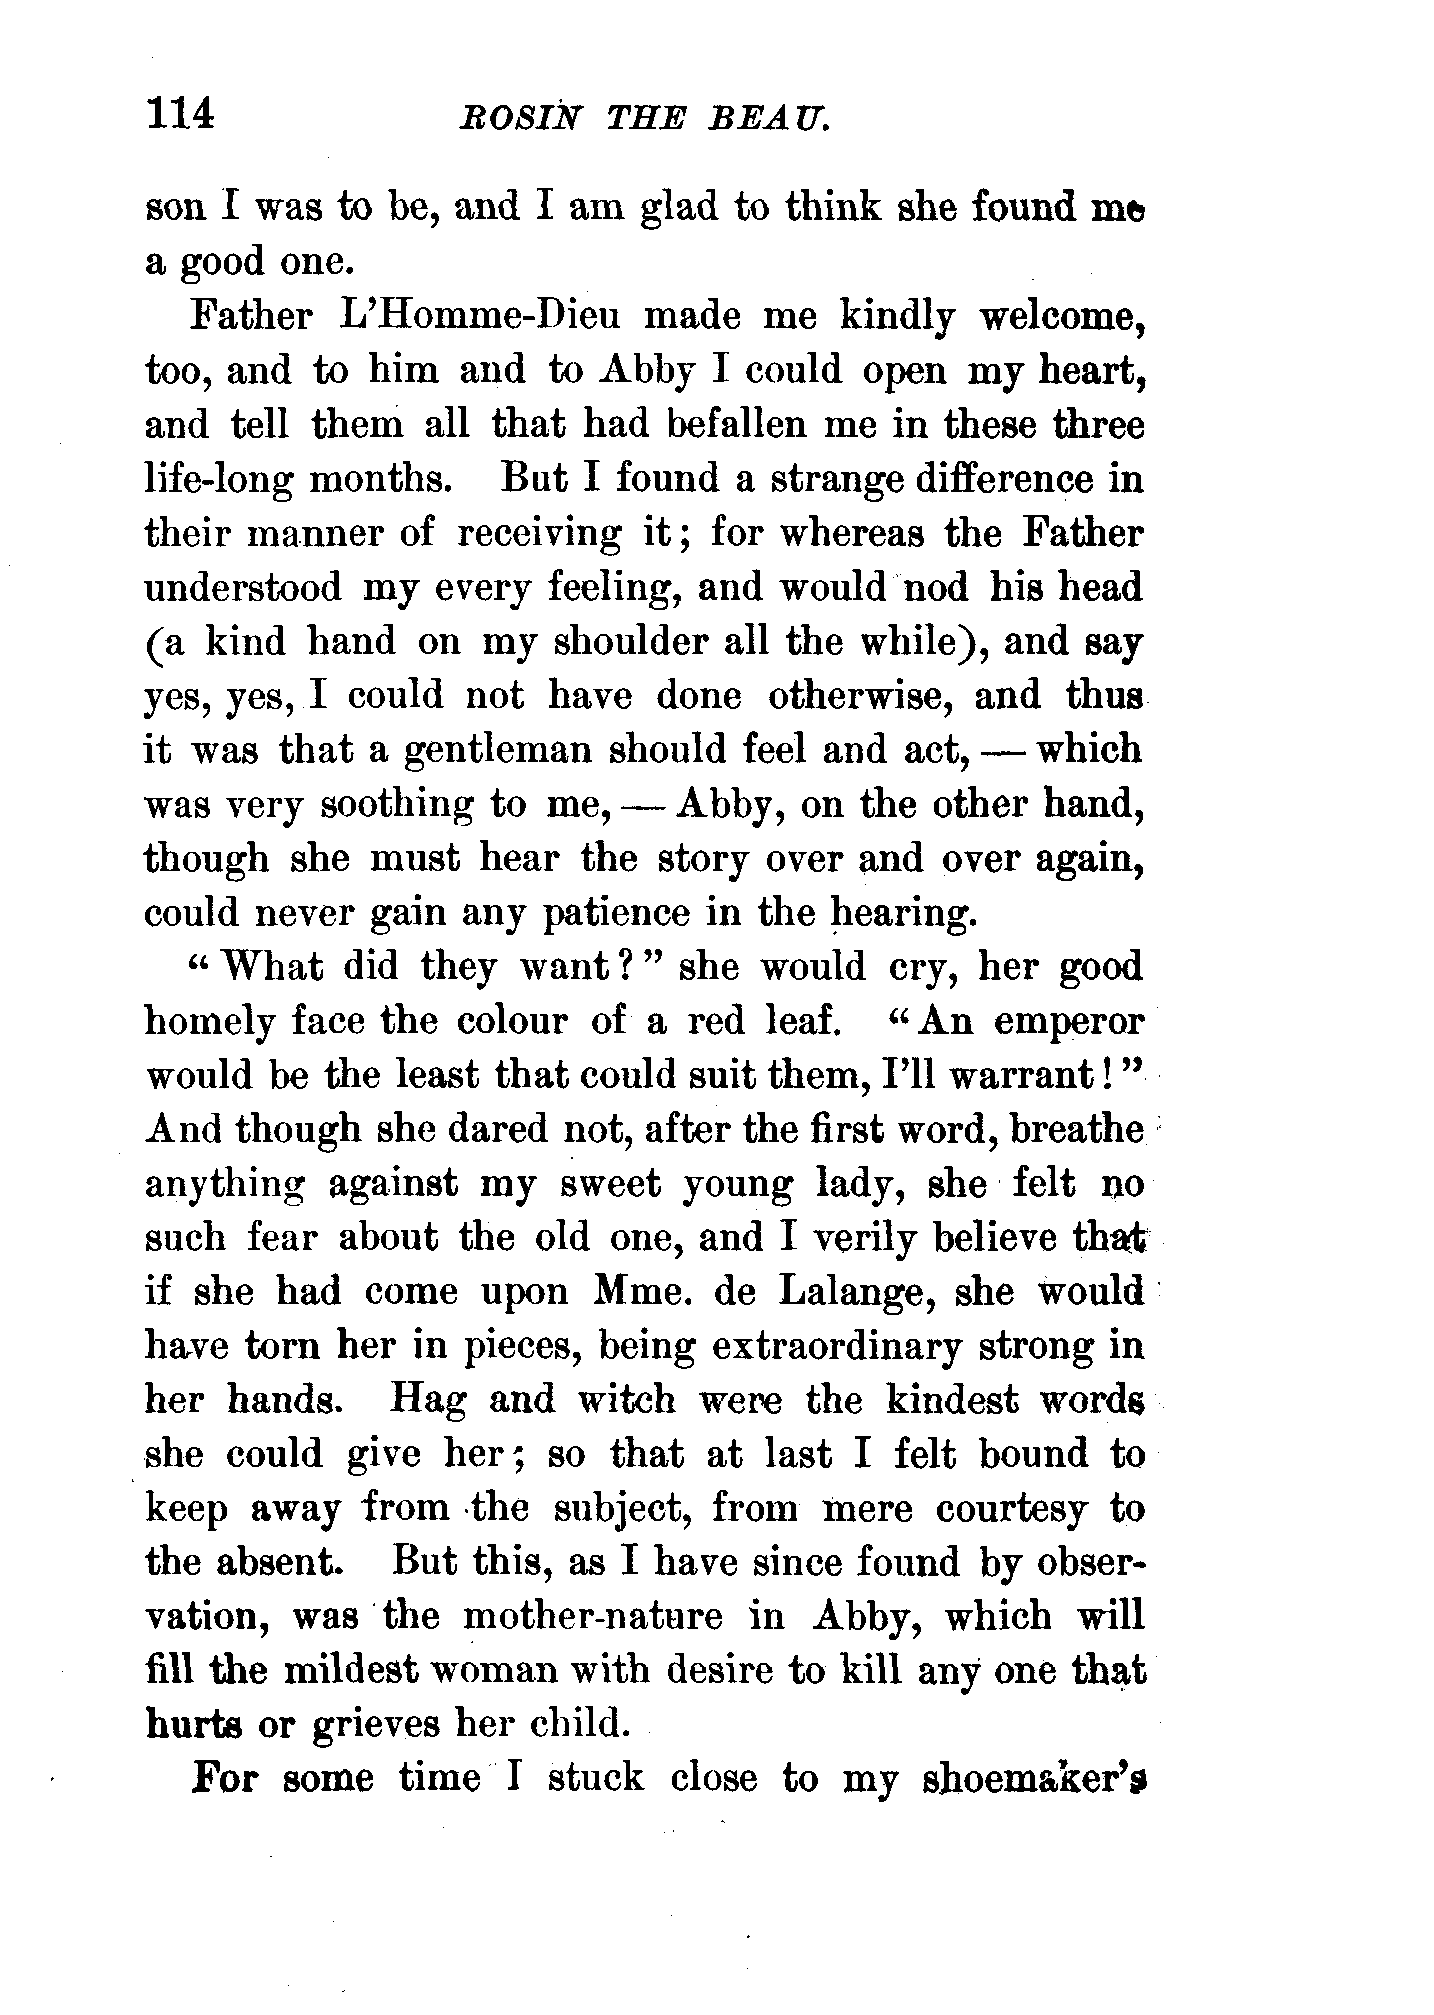 114 ROSIN THE BEAU.
son I was to be, and I am glad to think she found me
a good one.
Father L'Homme-Dieu made me kindly welcome,
too, and to him and to Abby I could open my heart,
and tell them all that had befallen me in these three
life-long months. But I found a strange difference in
their manner of receiving it; for whereas the Father
understood my every feeling, and would nod his head
(a kind hand on my shoulder all the while), and say
yes, yes, I could not have done otherwise, and thus
it was that a gentleman should feel and act, — which
was very soothing to me, — Abby, on the other hand,
though she must hear the story over and over again,
could never gain any patience in the hearing.
"What did they want?" she would cry, her good
homely face the colour of a red leaf. "An emperor
would be the least that could suit them, I'll warrant!"
And though she dared not, after the first word, breathe
anything against my sweet young lady, she felt no
such fear about the old one, and I verily believe that
if she had come upon Mme. de Lalange, she would
have torn her in pieces, being extraordinary strong in
her hands. Hag and witch were the kindest words
she could give her; so that at last I felt bound to
keep away from the subject, from mere courtesy to
the absent. But this, as I have since found by obser-
vation, was the mother-nature in Abby, which will
fill the mildest woman with desire to kill any one that
hurts or grieves her child.
For some time I stuck close to my shoemaker's